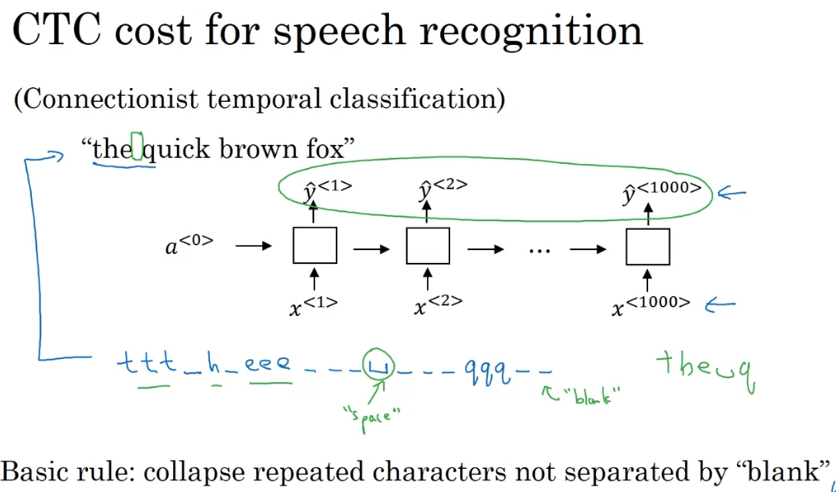 CTC cost for speech recognition
(Connectionist temporal classification)
“the quick brown fox”
ŷ<1> ŷ<2> ŷ<1000>
a<0> ...
x<1> x<2> x<1000>
ttt_h_eee___␣___qqq__ the␣q
"space" "blank"
Basic rule: collapse repeated characters not separated by “blank”